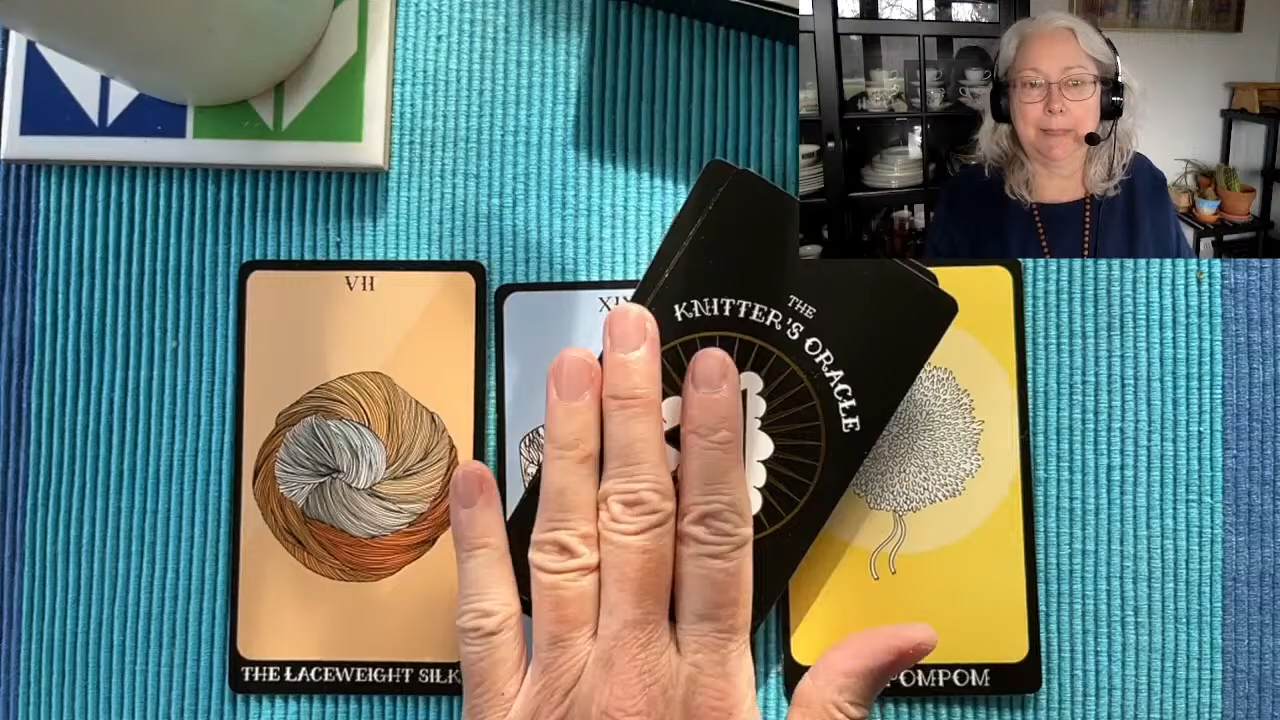 VII
THE
KNITTER'S ORACLE
THE LACEWEIGHT SILK
POMPOM